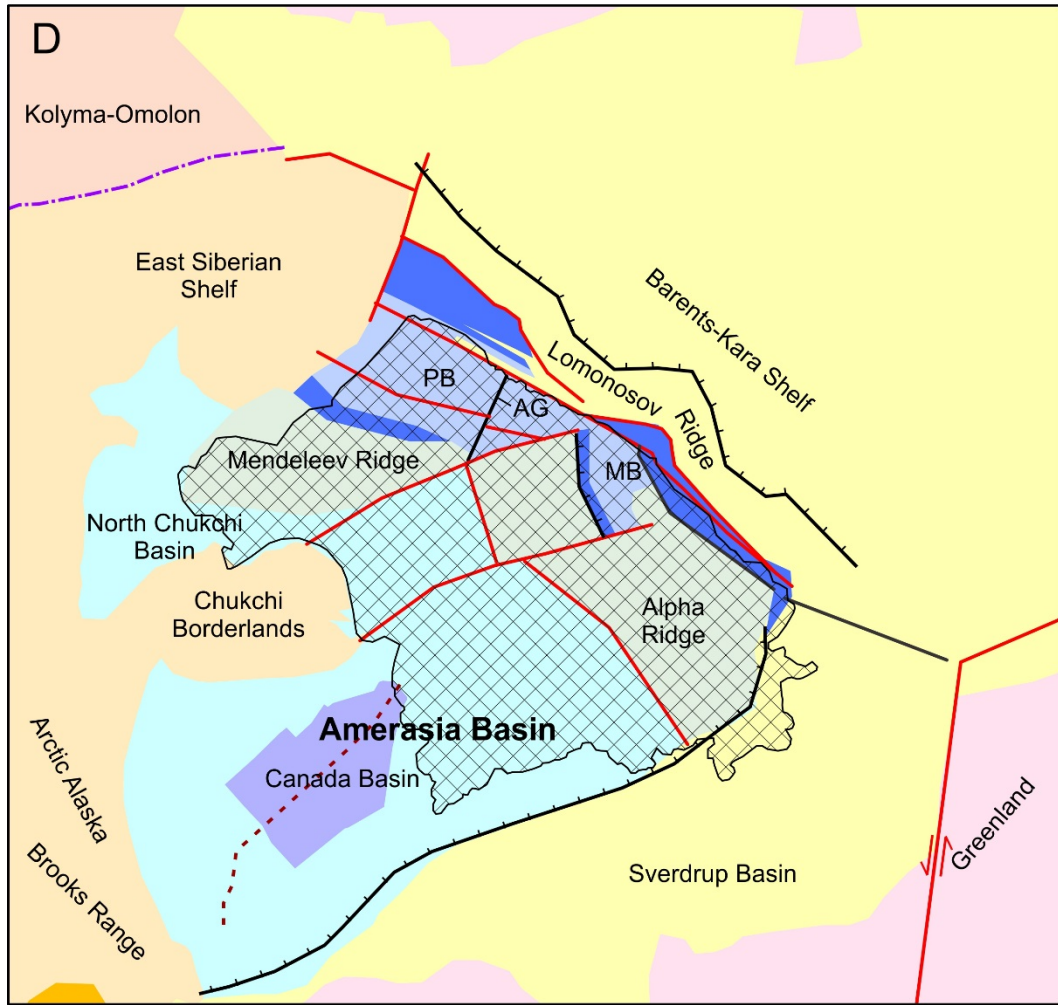 D
Kolyma-Omolon
East Siberian
Shelf
Barents-Kara Shelf
Lomonosov
Ridge
PB
AG
MB
Mendeleev Ridge
North Chukchi
Basin
Chukchi
Borderlands
Alpha
Ridge
Amerasia Basin
Canada Basin
Arctic Alaska
Brooks Range
Sverdrup Basin
Greenland